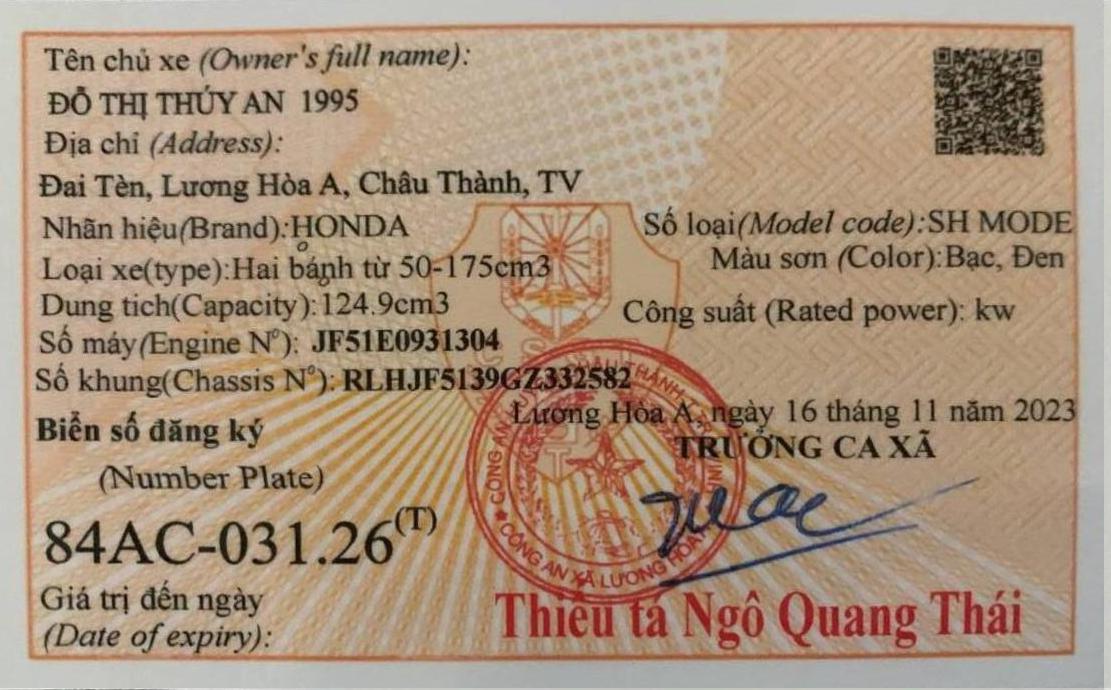 Tên chủ xe (Owner's full name):
ĐỖ THỊ THÚY AN 1995
Địa chỉ (Address):
Đai Tèn, Lương Hòa A, Châu Thành, TV
Nhãn hiệu(Brand):HONDA
Số loại(Model code):SH MODE
Loại xe(type):Hai bánh từ 50-175cm3
Màu sơn (Color):Bạc, Đen
Dung tích(Capacity):124.9cm3
Công suất (Rated power): kw
Số máy(Engine N°): JF51E0931304
Số khung(Chassis N°): RLHJF5139GZ332582
Lương Hòa A, ngày 16 tháng 11 năm 2023
Biển số đăng ký
TRƯỞNG CA XÃ
(Number Plate)
84AC-031.26(T)
CÔNG AN XÃ LƯƠNG HÒA
Giá trị đến ngày
(Date of expiry):
Thiếu tá Ngô Quang Thái